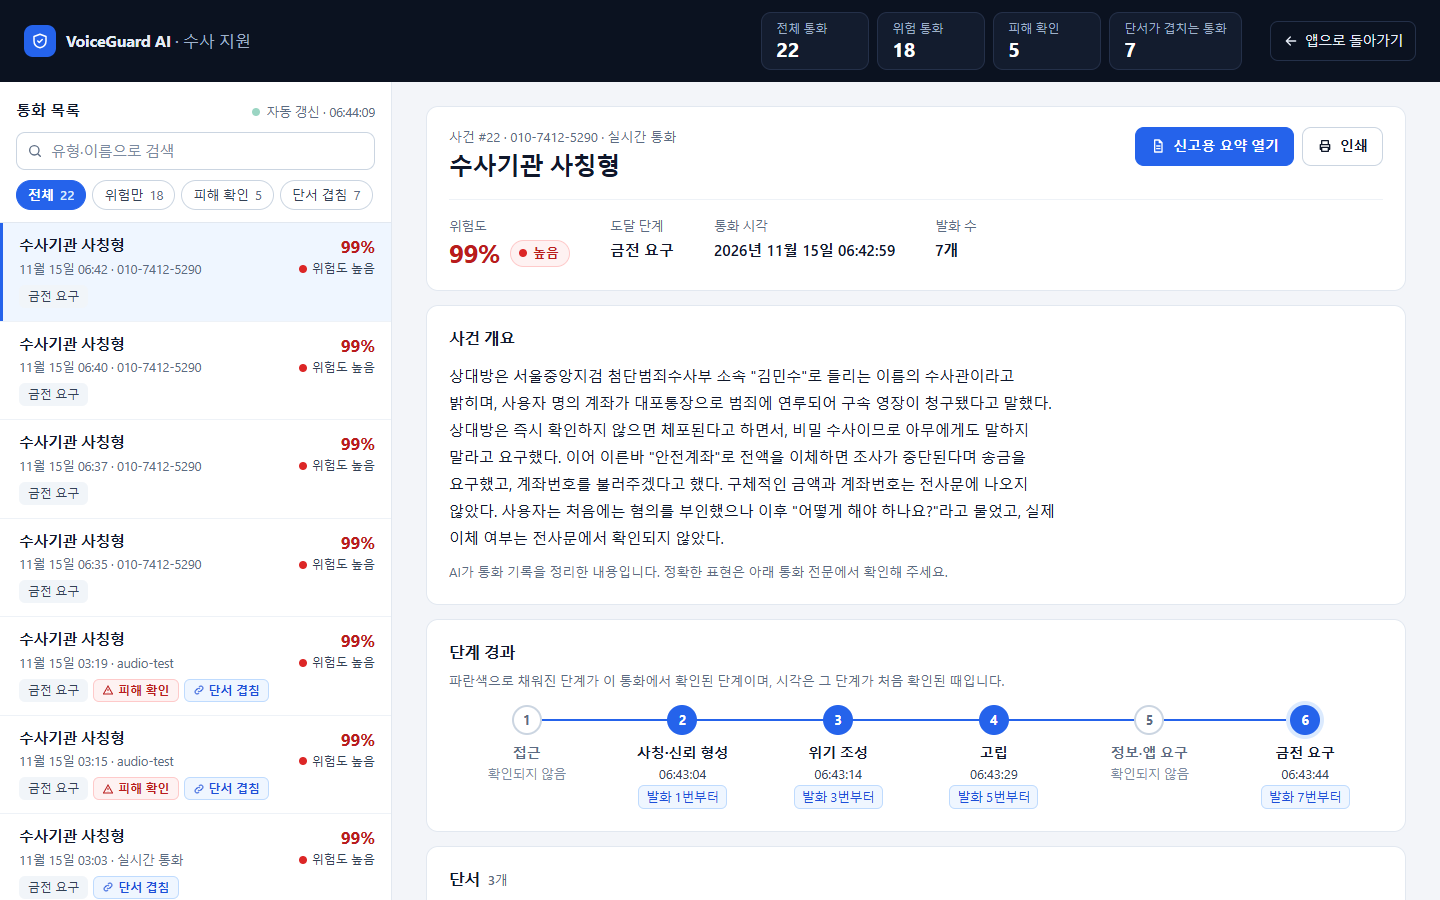 VoiceGuard AI · 수사 지원
전체 통화
22
위험 통화
18
피해 확인
5
단서가 겹치는 통화
7
← 앱으로 돌아가기
통화 목록
자동 갱신 · 06:44:09
유형·이름으로 검색
전체 22
위험만 18
피해 확인 5
단서 겹침 7
수사기관 사칭형
99%
11월 15일 06:42 · 010-7412-5290
위험도 높음
금전 요구
수사기관 사칭형
99%
11월 15일 06:40 · 010-7412-5290
위험도 높음
금전 요구
수사기관 사칭형
99%
11월 15일 06:37 · 010-7412-5290
위험도 높음
금전 요구
수사기관 사칭형
99%
11월 15일 06:35 · 010-7412-5290
위험도 높음
금전 요구
수사기관 사칭형
99%
11월 15일 03:19 · audio-test
위험도 높음
금전 요구
피해 확인
단서 겹침
수사기관 사칭형
99%
11월 15일 03:15 · audio-test
위험도 높음
금전 요구
피해 확인
단서 겹침
수사기관 사칭형
99%
11월 15일 03:03 · 실시간 통화
위험도 높음
금전 요구
단서 겹침
사건 #22 · 010-7412-5290 · 실시간 통화
수사기관 사칭형
신고용 요약 열기
인쇄
위험도
99%
높음
도달 단계
금전 요구
통화 시각
2026년 11월 15일 06:42:59
발화 수
7개
사건 개요
상대방은 서울중앙지검 첨단범죄수사부 소속 "김민수"로 들리는 이름의 수사관이라고
밝히며, 사용자 명의 계좌가 대포통장으로 범죄에 연루되어 구속 영장이 청구됐다고 말했다.
상대방은 즉시 확인하지 않으면 체포된다고 하면서, 비밀 수사이므로 아무에게도 말하지
말라고 요구했다. 이어 이른바 "안전계좌"로 전액을 이체하면 조사가 중단된다며 송금을
요구했고, 계좌번호를 불러주겠다고 했다. 구체적인 금액과 계좌번호는 전사문에 나오지
않았다. 사용자는 처음에는 혐의를 부인했으나 이후 "어떻게 해야 하나요?"라고 물었고, 실제
이체 여부는 전사문에서 확인되지 않았다.
AI가 통화 기록을 정리한 내용입니다. 정확한 표현은 아래 통화 전문에서 확인해 주세요.
단계 경과
파란색으로 채워진 단계가 이 통화에서 확인된 단계이며, 시각은 그 단계가 처음 확인된 때입니다.
1
접근
확인되지 않음
2
사칭·신뢰 형성
06:43:04
발화 1번부터
3
위기 조성
06:43:14
발화 3번부터
4
고립
06:43:29
발화 5번부터
5
정보·앱 요구
확인되지 않음
6
금전 요구
06:43:44
발화 7번부터
단서 3개